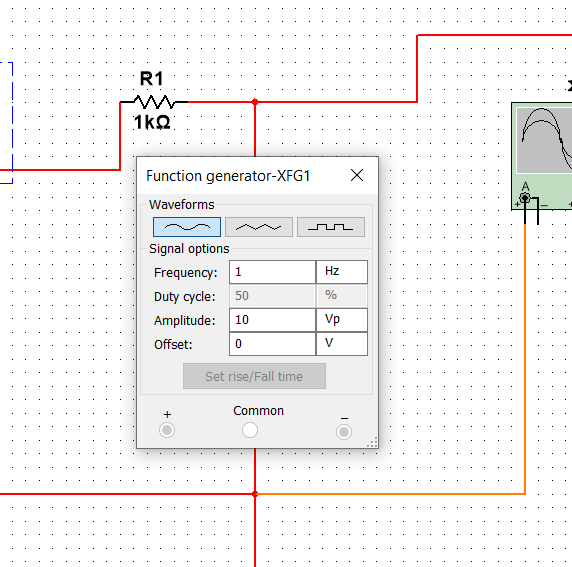 R1
1kΩ
Function generator-XFG1
Waveforms
Signal options
Frequency: 1 Hz
Duty cycle: 50 %
Amplitude: 10 Vp
Offset: 0 V
Set rise/Fall time
+ Common −
A
+ − +